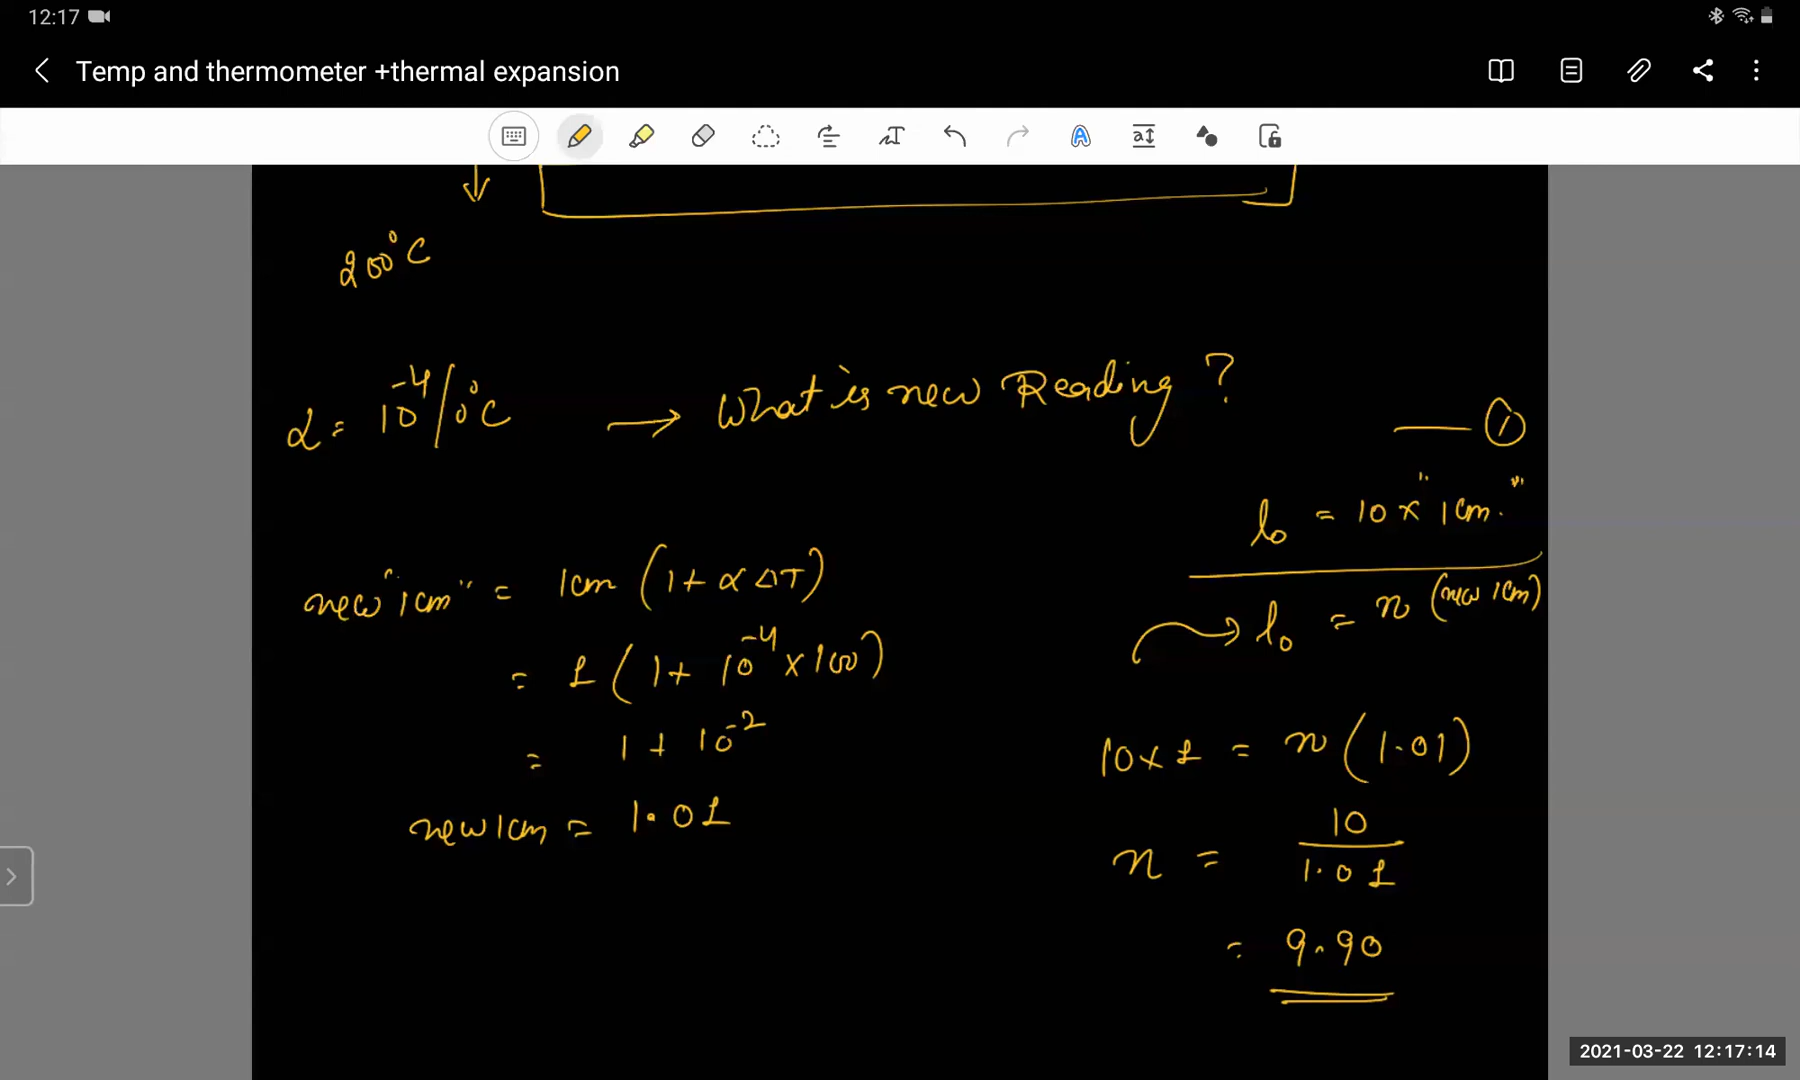 12:17
Temp and thermometer +thermal expansion
200°C
α = 10⁻⁴/°C → What is new Reading ?
— ①
l₀ = 10 × "1cm."
new "1cm" = 1cm (1 + α ΔT)
l₀ = n (new 1cm)
= 1 (1 + 10⁻⁴ × 100)
= 1 + 10⁻²
new 1cm = 1.01
10 × 1 = n (1.01)
n = 10 / 1.01
= 9.90
2021-03-22 12:17:14